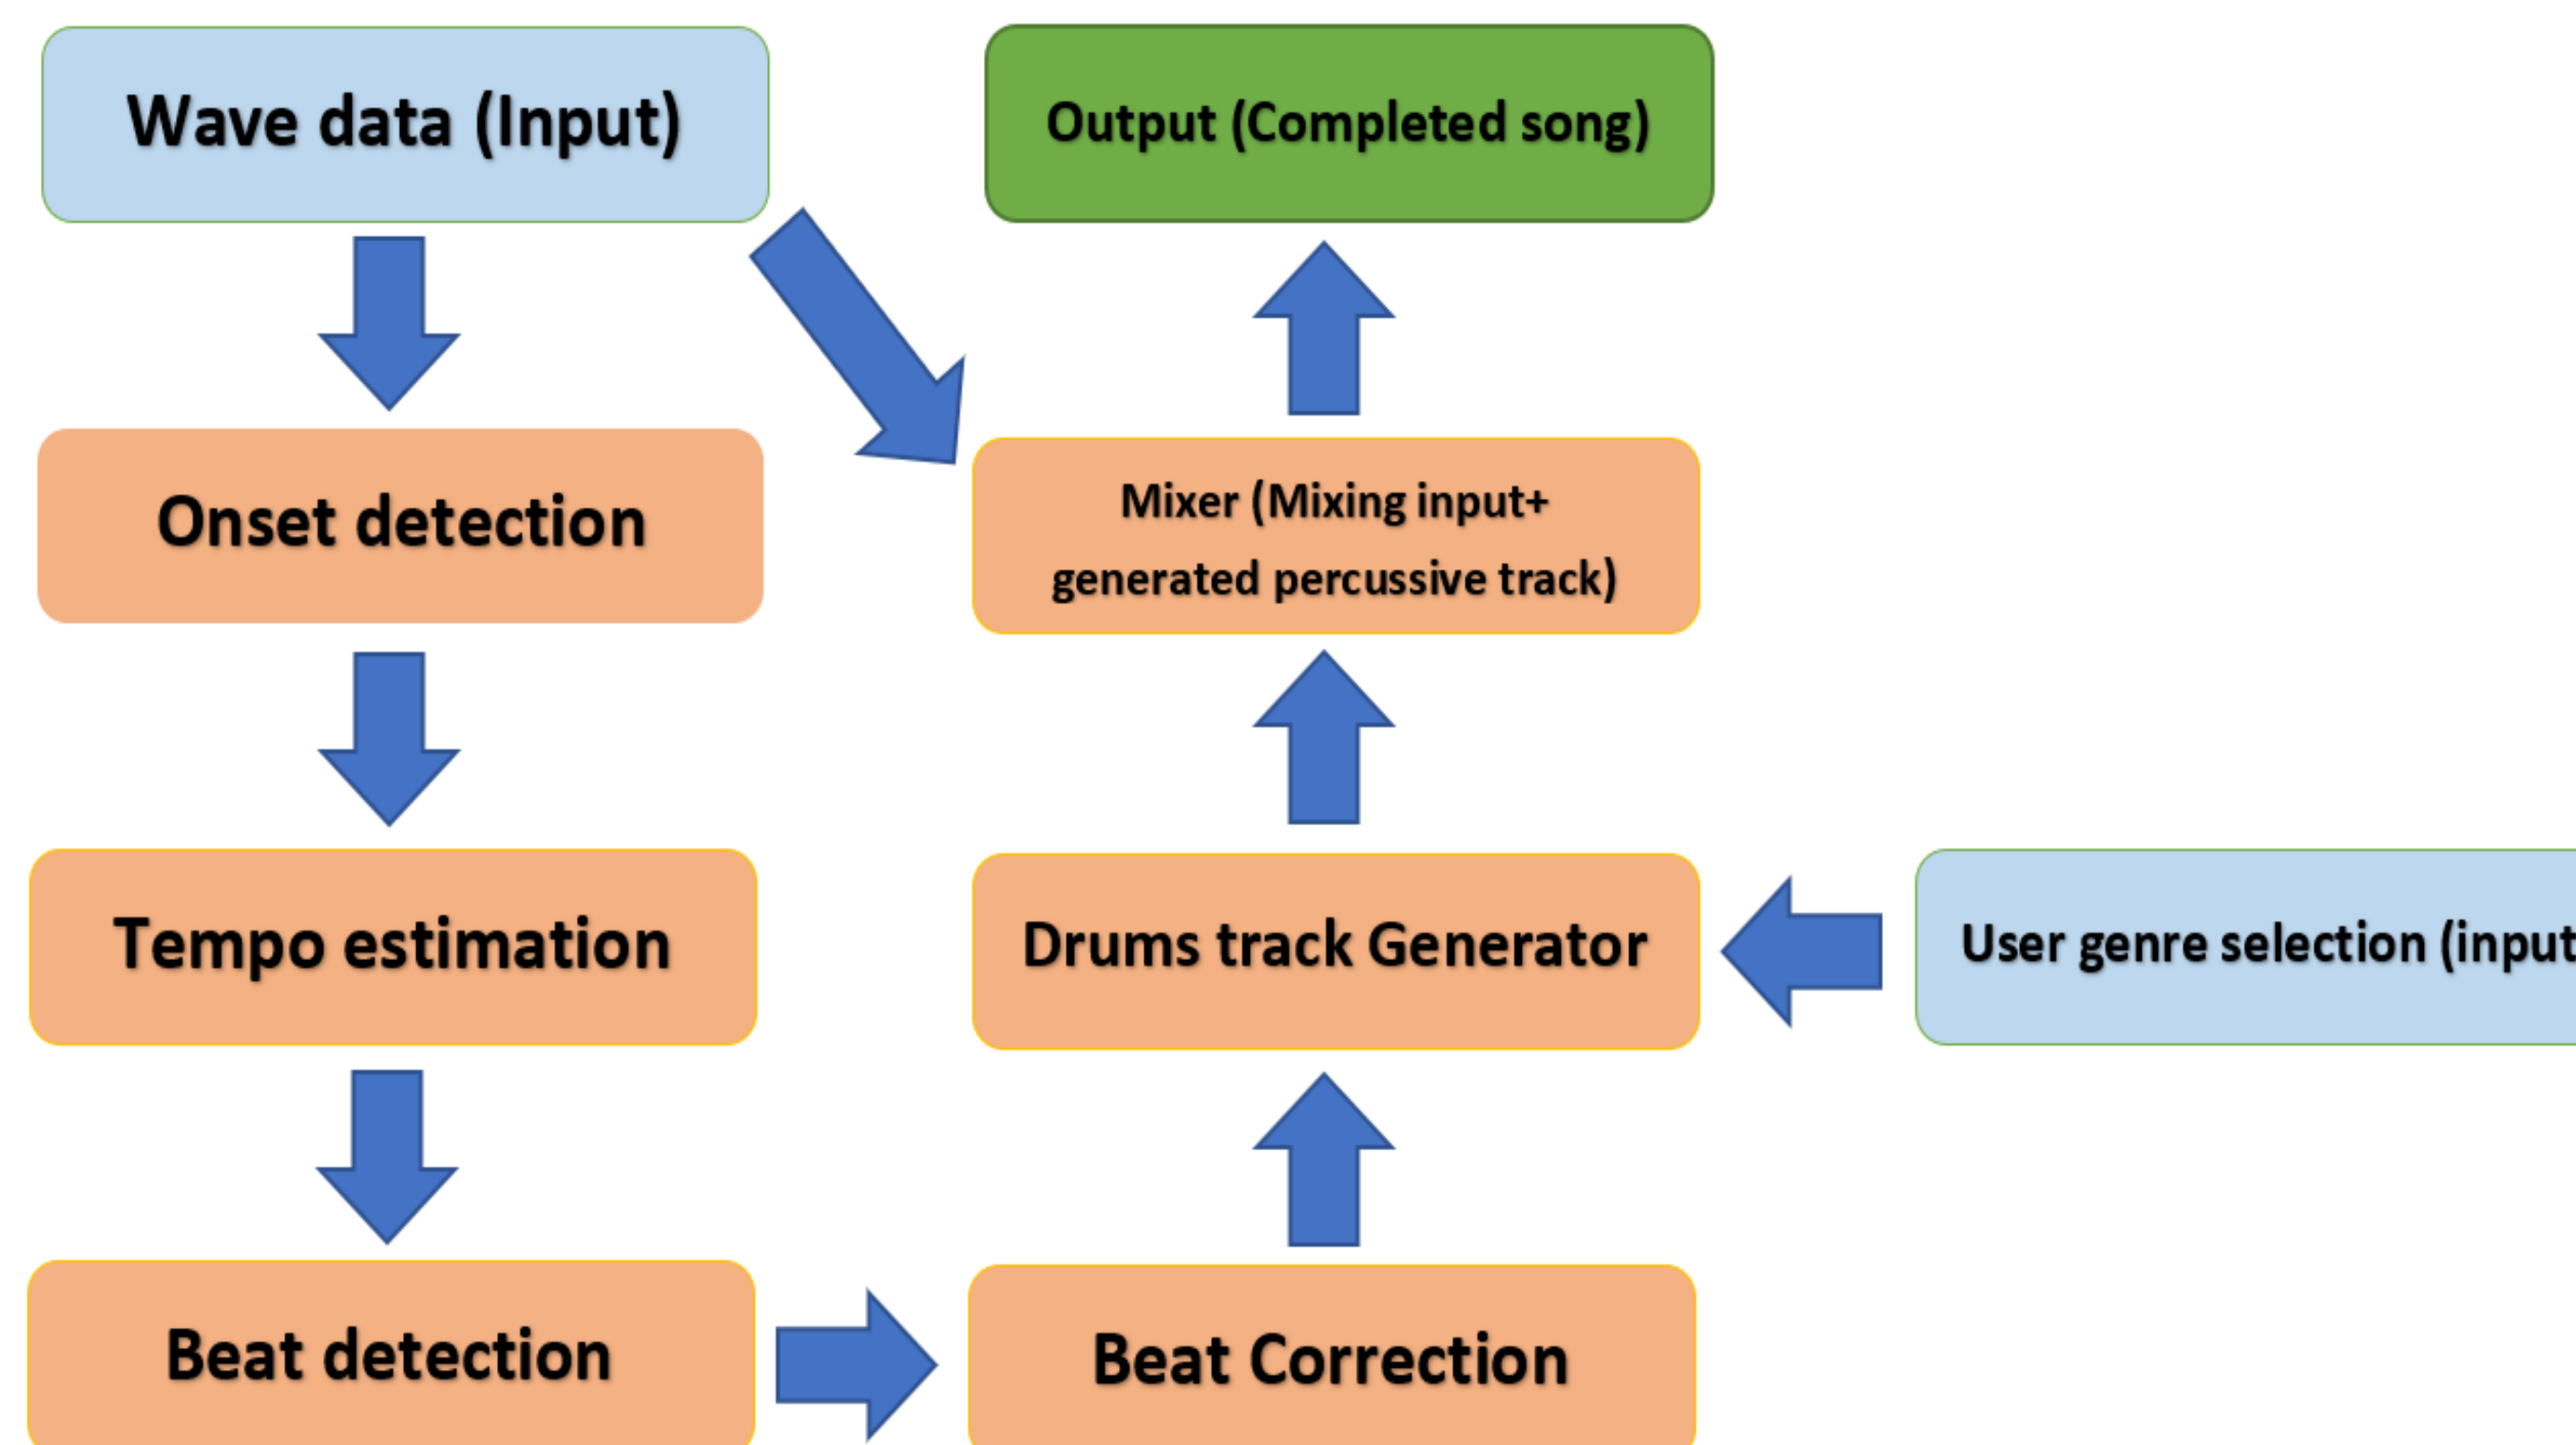 Wave data (Input)
Output (Completed song)
Onset detection
Mixer (Mixing input+
generated percussive track)
Tempo estimation
Drums track Generator
User genre selection (input
Beat detection
Beat Correction